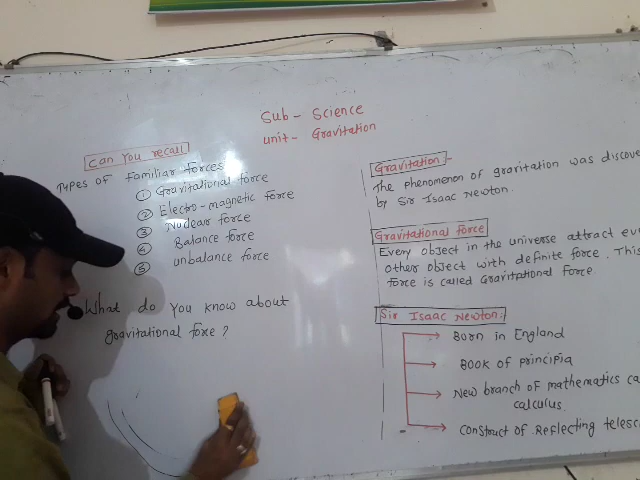 Sub - Science
unit - Gravitation
Can You recall
Types of familiar forces
① Gravitational force
② Electro-magnetic force
③ Nuclear force
④ Balance force
⑤ unbalance force
What do you know about
gravitational force ?
Gravitation:-
The phenomenon of gravitation was discove
by Sir Isaac Newton.
Gravitational force
Every object in the universe attract eve
other object with definite force. This
force is called Gravitational Force.
Sir Isaac Newton:-
Born in England
Book of principia
New branch of mathematics ca
calculus
Construct of Reflecting telesc